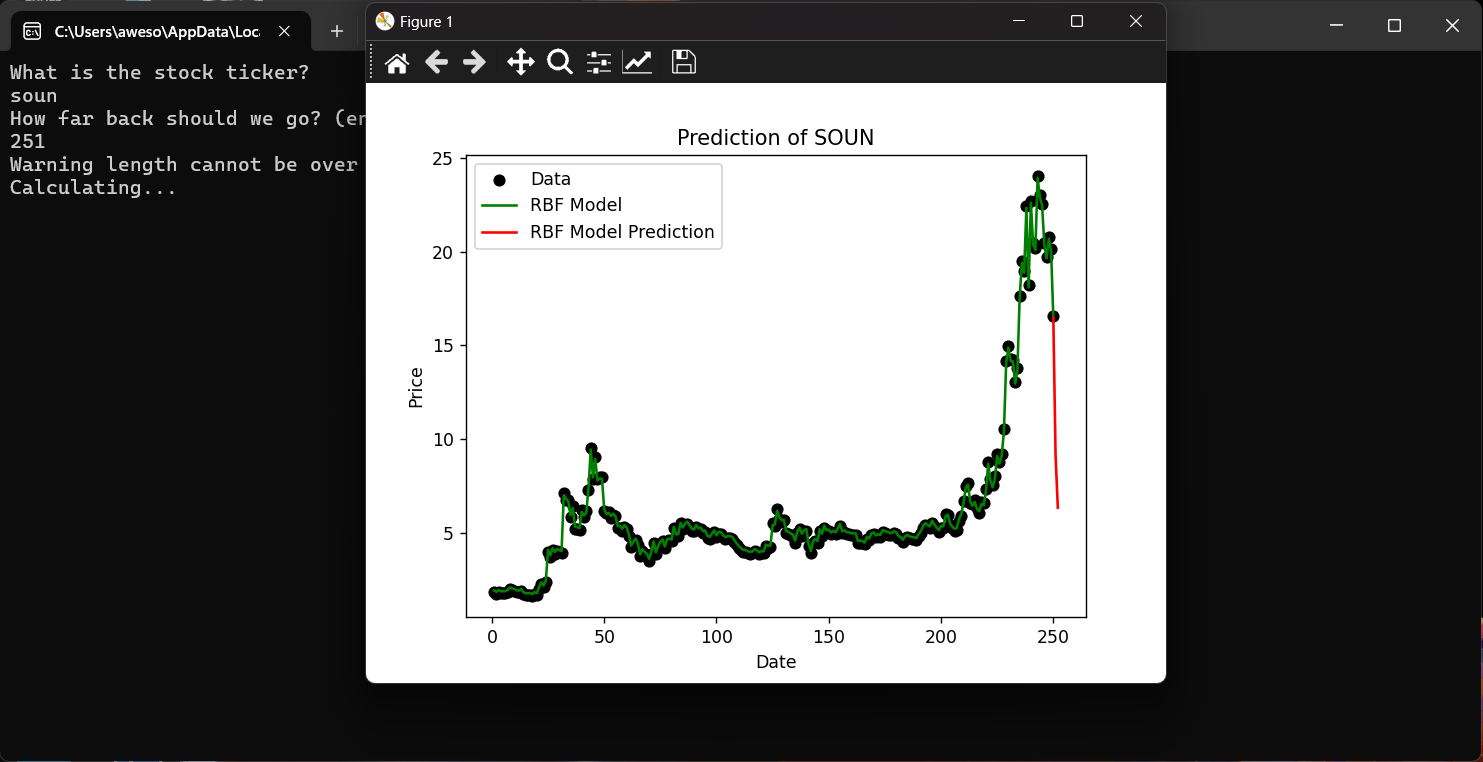 C:\Users\aweso\AppData\Loc
Figure 1
What is the stock ticker?
soun
How far back should we go? (en
251
Warning length cannot be over
Calculating...
Prediction of SOUN
Data
RBF Model
RBF Model Prediction
Price
25
20
15
10
5
0 50 100 150 200 250
Date